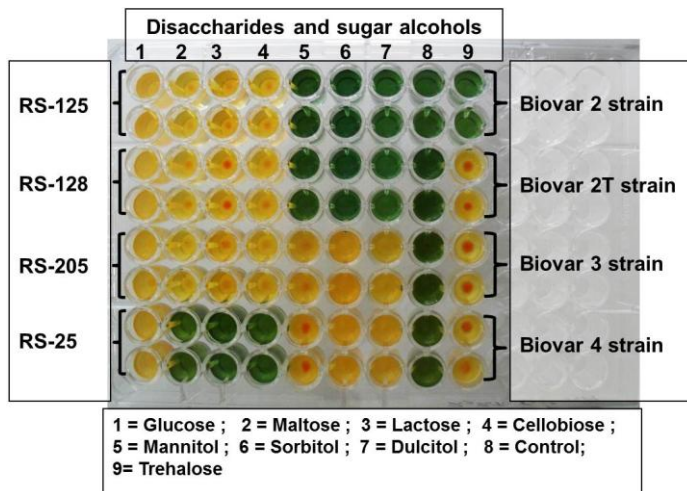 Disaccharides and sugar alcohols
1 2 3 4 5 6 7 8 9
RS-125
Biovar 2 strain
RS-128
Biovar 2T strain
RS-205
Biovar 3 strain
RS-25
Biovar 4 strain
1 = Glucose ; 2 = Maltose ; 3 = Lactose ; 4 = Cellobiose ;
5 = Mannitol ; 6 = Sorbitol ; 7 = Dulcitol ; 8 = Control;
9= Trehalose